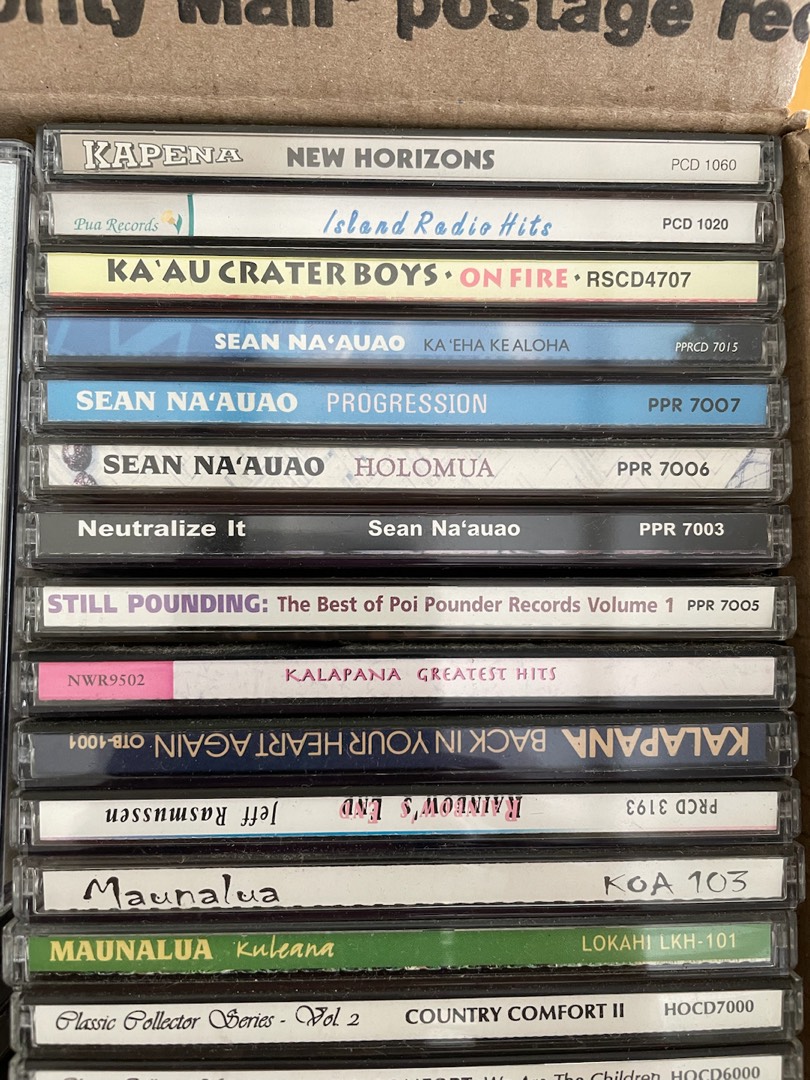 ority Mail® postage req
KAPENA NEW HORIZONS PCD 1060
Pua Records Island Radio Hits PCD 1020
KA'AU CRATER BOYS · ON FIRE · RSCD4707
SEAN NA‘AUAO KA ‘EHA KE ALOHA PPRCD 7015
SEAN NA‘AUAO PROGRESSION PPR 7007
SEAN NA‘AUAO HOLOMUA PPR 7006
Neutralize It Sean Na‘auao PPR 7003
STILL POUNDING: The Best of Poi Pounder Records Volume 1 PPR 7005
NWR9502 KALAPANA GREATEST HITS
KALAPANA BACK IN YOUR HEART AGAIN OTB-1001
PRCD 3193 RAINBOW'S END Jeff Rasmussen
Maunalua KOA 103
MAUNALUA Kuleana LOKAHI LKH-101
Classic Collector Series - Vol. 2 COUNTRY COMFORT II HOCD7000
We Are The Children HOCD6000